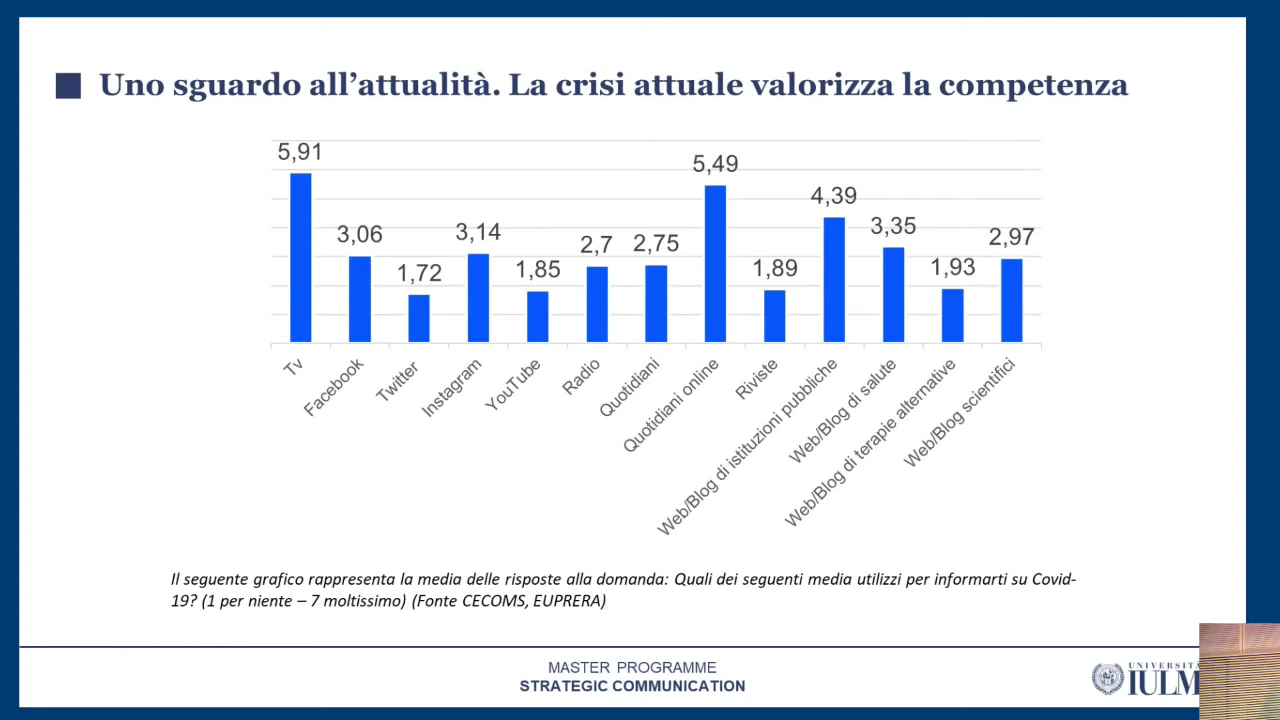 Uno sguardo all'attualità. La crisi attuale valorizza la competenza
5,91
3,06
1,72
3,14
1,85
2,7
2,75
5,49
1,89
4,39
3,35
1,93
2,97
Tv
Facebook
Twitter
Instagram
YouTube
Radio
Quotidiani
Quotidiani online
Riviste
Web/Blog di istituzioni pubbliche
Web/Blog di salute
Web/Blog di terapie alternative
Web/Blog scientifici
Il seguente grafico rappresenta la media delle risposte alla domanda: Quali dei seguenti media utilizzi per informarti su Covid-
19? (1 per niente – 7 moltissimo) (Fonte CECOMS, EUPRERA)
MASTER PROGRAMME
STRATEGIC COMMUNICATION
UNIVERSITÀ
IULM